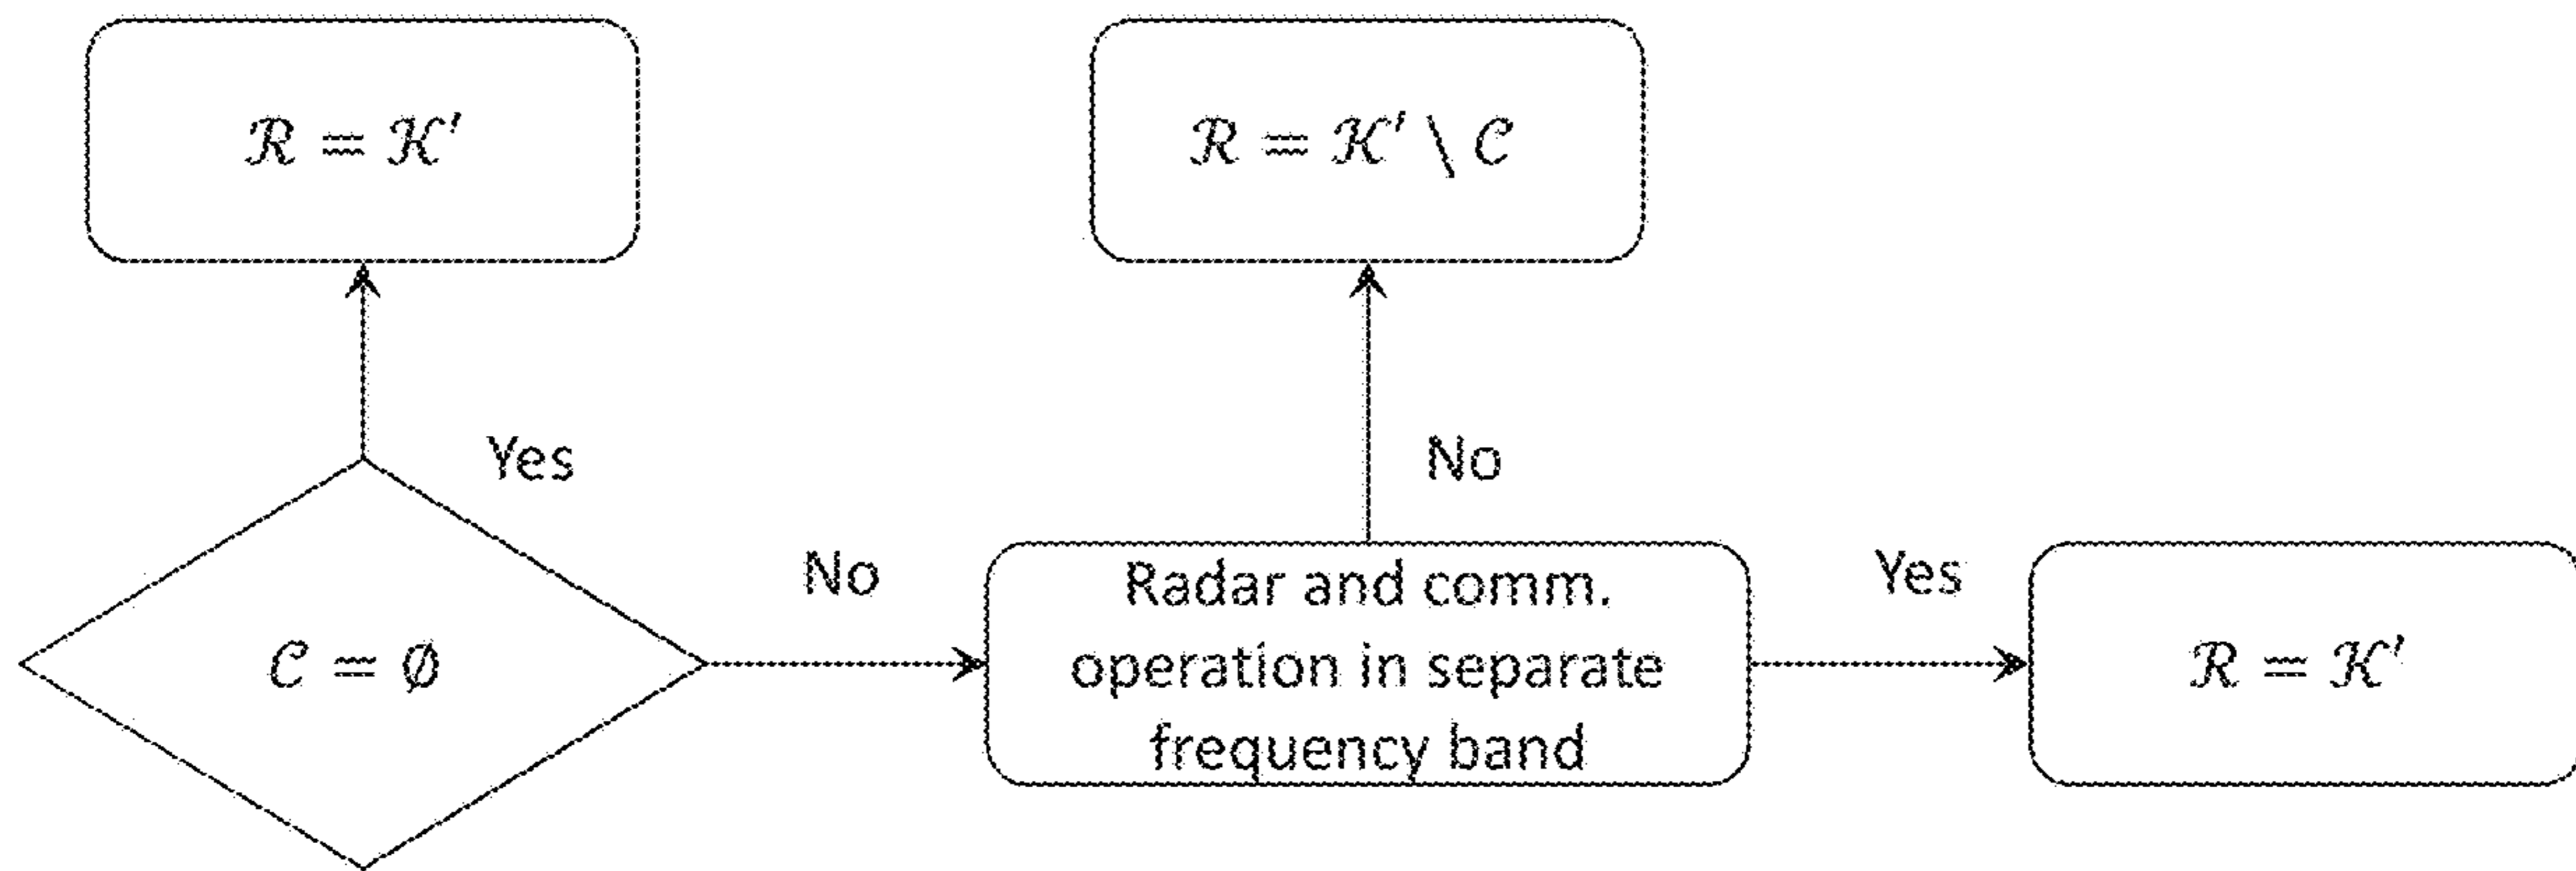 ℛ = 𝒦′
ℛ = 𝒦′ \ 𝒞
Yes
No
No
Yes
𝒞 = ∅
Radar and comm.
operation in separate
frequency band
ℛ = 𝒦′